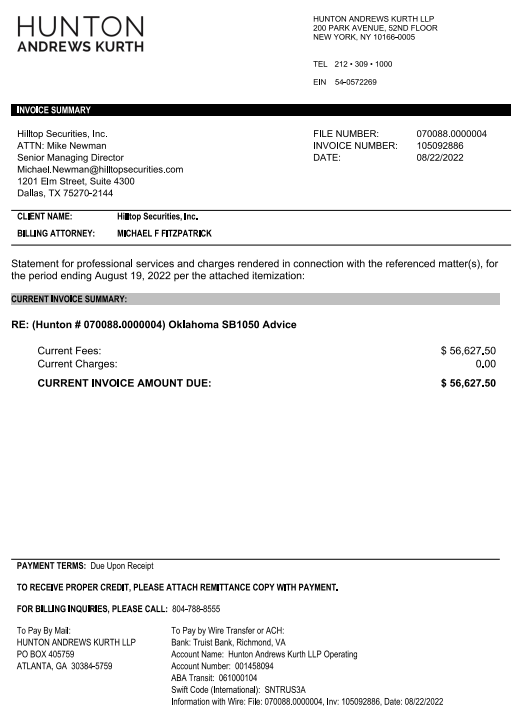 HUNTON
ANDREWS KURTH
HUNTON ANDREWS KURTH LLP
200 PARK AVENUE, 52ND FLOOR
NEW YORK, NY 10166-0005
TEL 212 • 309 • 1000
EIN 54-0572269
INVOICE SUMMARY
Hilltop Securities, Inc.
ATTN: Mike Newman
Senior Managing Director
Michael.Newman@hilltopsecurities.com
1201 Elm Street, Suite 4300
Dallas, TX 75270-2144
FILE NUMBER: 070088.0000004
INVOICE NUMBER: 105092886
DATE: 08/22/2022
CLIENT NAME: Hilltop Securities, Inc.
BILLING ATTORNEY: MICHAEL F FITZPATRICK
Statement for professional services and charges rendered in connection with the referenced matter(s), for
the period ending August 19, 2022 per the attached itemization:
CURRENT INVOICE SUMMARY:
RE: (Hunton # 070088.0000004) Oklahoma SB1050 Advice
Current Fees: $ 56,627.50
Current Charges: 0.00
CURRENT INVOICE AMOUNT DUE: $ 56,627.50
PAYMENT TERMS: Due Upon Receipt
TO RECEIVE PROPER CREDIT, PLEASE ATTACH REMITTANCE COPY WITH PAYMENT.
FOR BILLING INQUIRIES, PLEASE CALL: 804-788-8555
To Pay By Mail:
HUNTON ANDREWS KURTH LLP
PO BOX 405759
ATLANTA, GA 30384-5759
To Pay by Wire Transfer or ACH:
Bank: Truist Bank, Richmond, VA
Account Name: Hunton Andrews Kurth LLP Operating
Account Number: 001458094
ABA Transit: 061000104
Swift Code (International): SNTRUS3A
Information with Wire: File: 070088.0000004, Inv: 105092886, Date: 08/22/2022